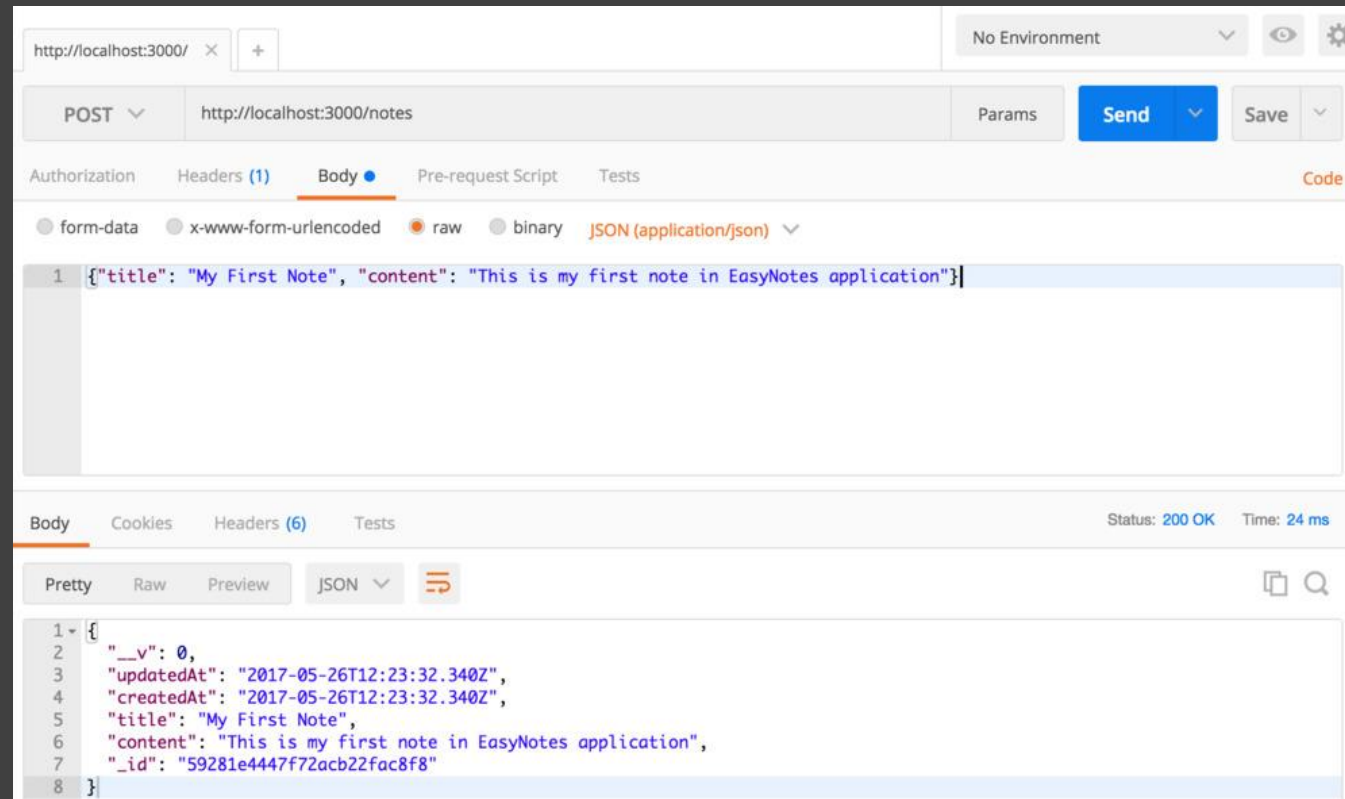 http://localhost:3000/ No Environment
POST http://localhost:3000/notes Params Send Save
Authorization Headers (1) Body Pre-request Script Tests Code
form-data x-www-form-urlencoded raw binary JSON (application/json)
1 {"title": "My First Note", "content": "This is my first note in EasyNotes application"}
Body Cookies Headers (6) Tests Status: 200 OK Time: 24 ms
Pretty Raw Preview JSON
1 {
2 "__v": 0,
3 "updatedAt": "2017-05-26T12:23:32.340Z",
4 "createdAt": "2017-05-26T12:23:32.340Z",
5 "title": "My First Note",
6 "content": "This is my first note in EasyNotes application",
7 "_id": "59281e4447f72acb22fac8f8"
8 }